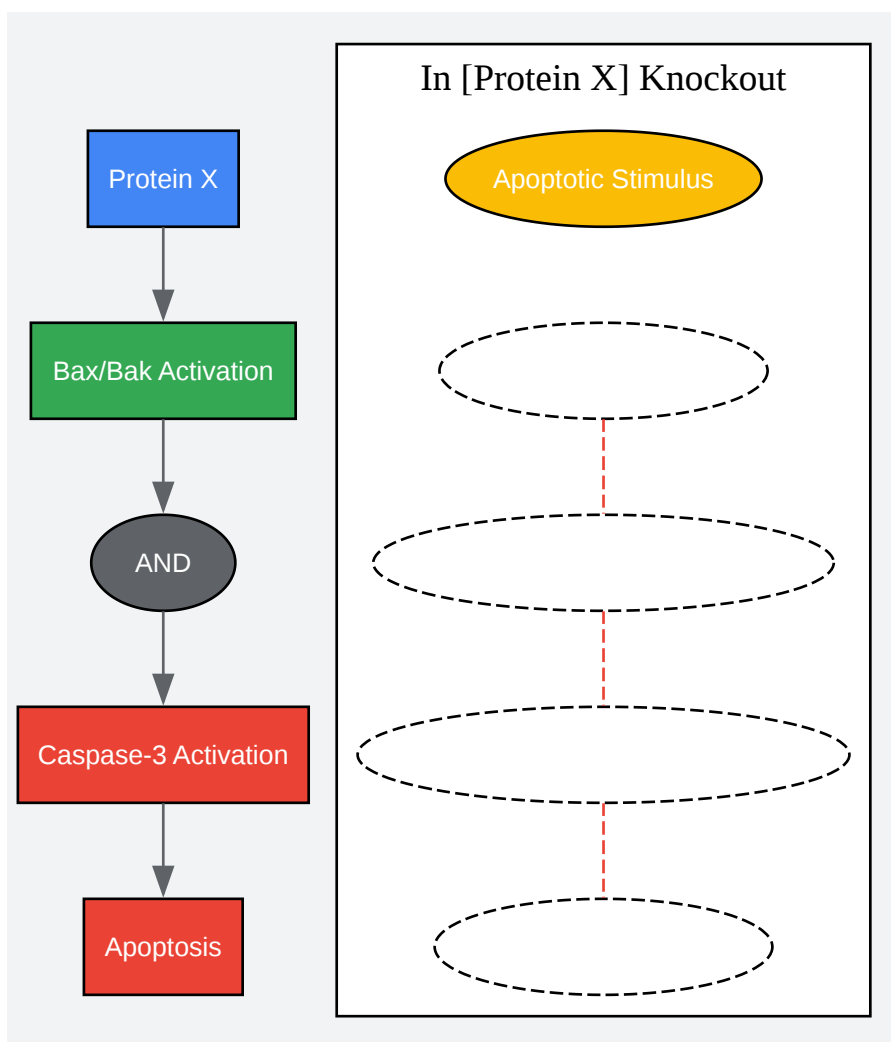 In [Protein X] Knockout
Protein X
Apoptotic Stimulus
Bax/Bak Activation
AND
Caspase-3 Activation
Apoptosis